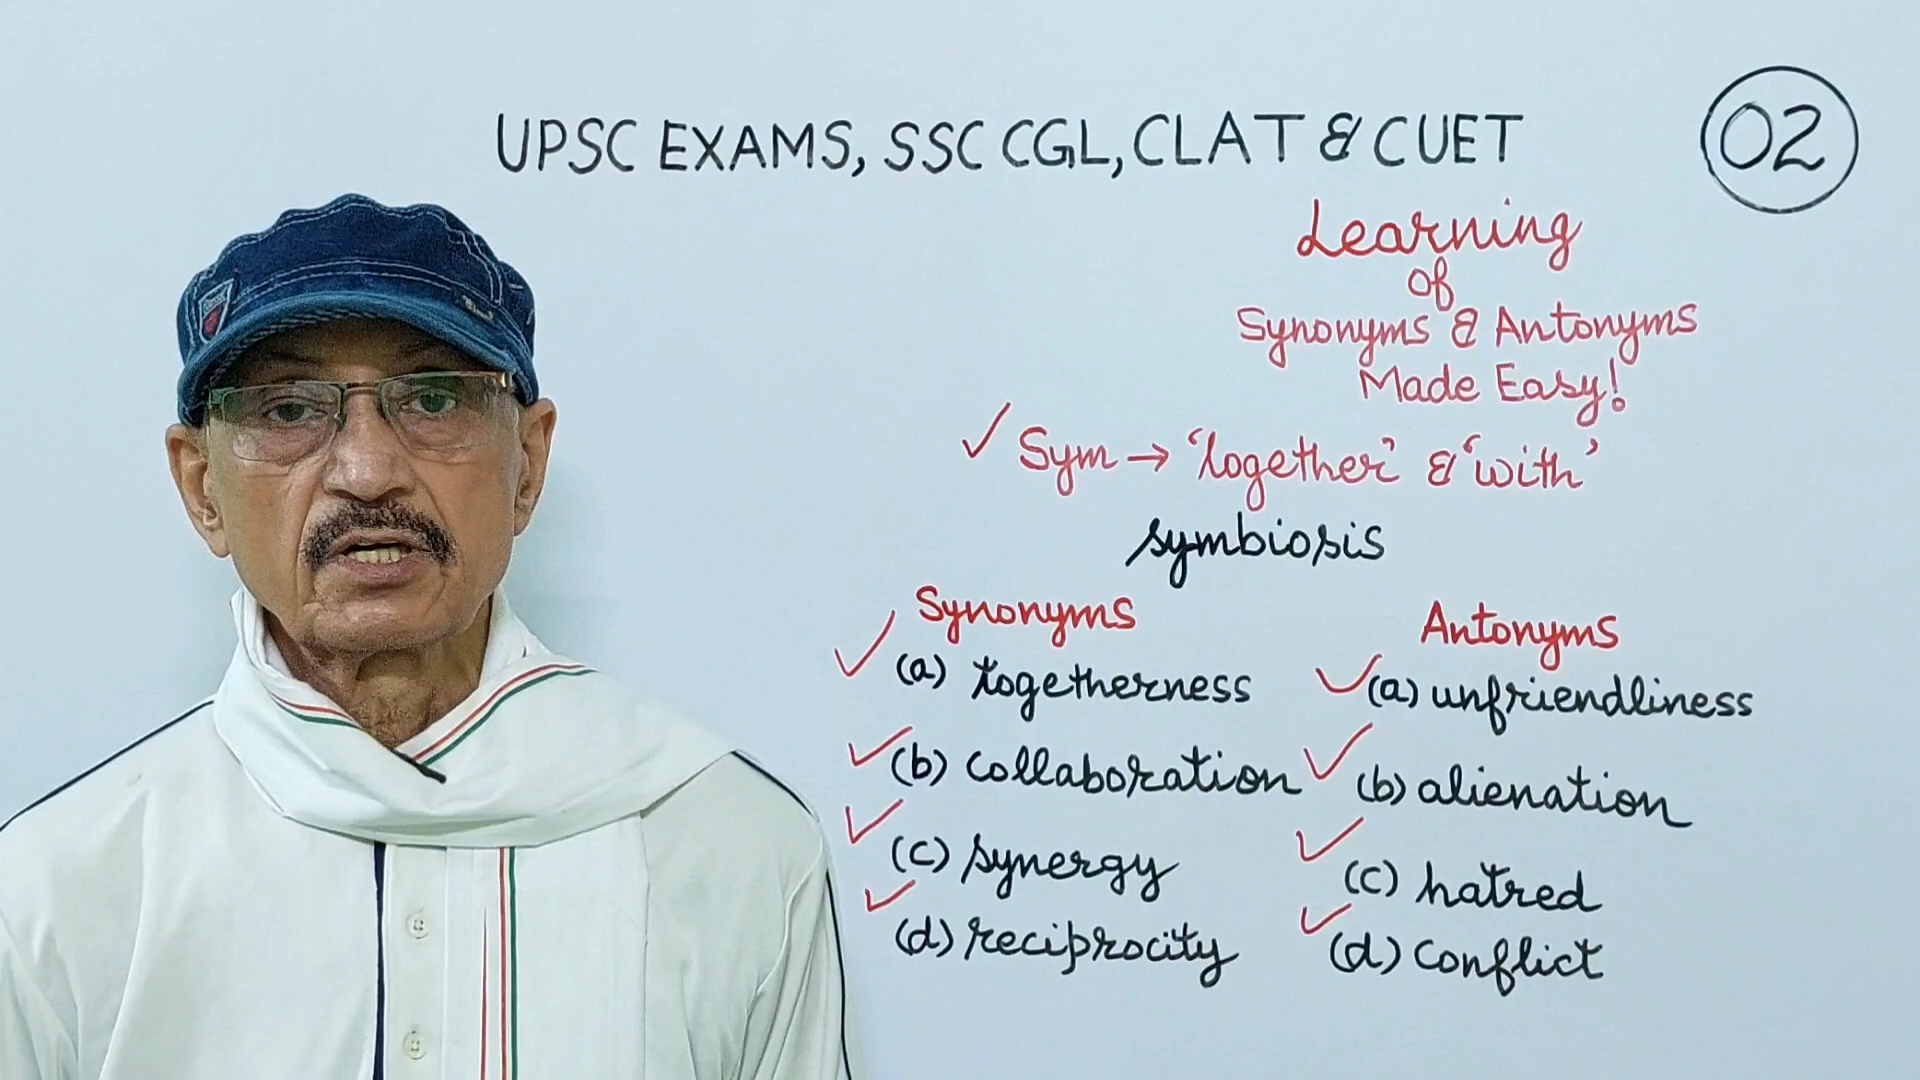 UPSC EXAMS, SSC CGL, CLAT & CUET
02
Learning
of
Synonyms & Antonyms
Made Easy!
✓ Sym → 'together' & 'with'
symbiosis
Synonyms
✓ (a) togetherness
✓ (b) collaboration
✓ (c) synergy
✓ (d) reciprocity
Antonyms
✓ (a) unfriendliness
✓ (b) alienation
✓ (c) hatred
✓ (d) conflict